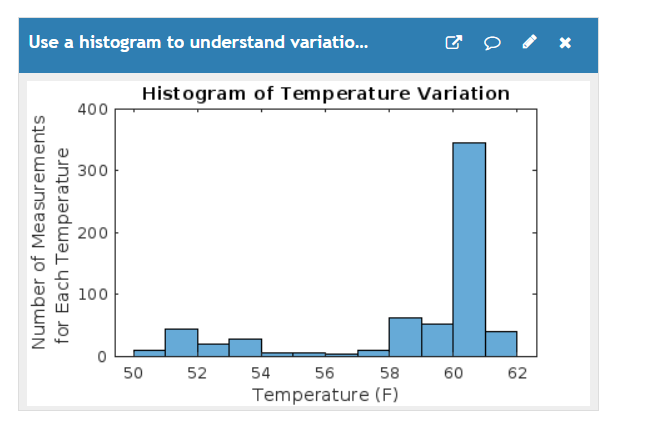 Use a histogram to understand variatio...
Histogram of Temperature Variation
Number of Measurements
for Each Temperature
400
300
200
100
0
50 52 54 56 58 60 62
Temperature (F)